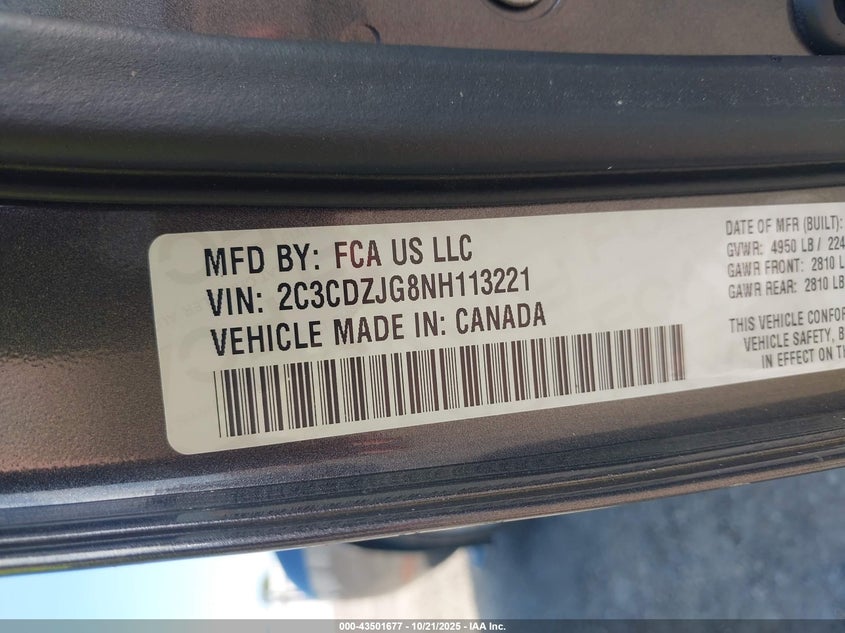 MFD BY: FCA US LLC
VIN: 2C3CDZJG8NH113221
VEHICLE MADE IN: CANADA
DATE OF MFR (BUILT):
GVWR: 4950 LB / 224
GAWR FRONT: 2810 L
GAWR REAR: 2810 LB
THIS VEHICLE CONFOR
VEHICLE SAFETY, B
IN EFFECT ON TH
000-43501677 - 10/21/2025 - IAA Inc.